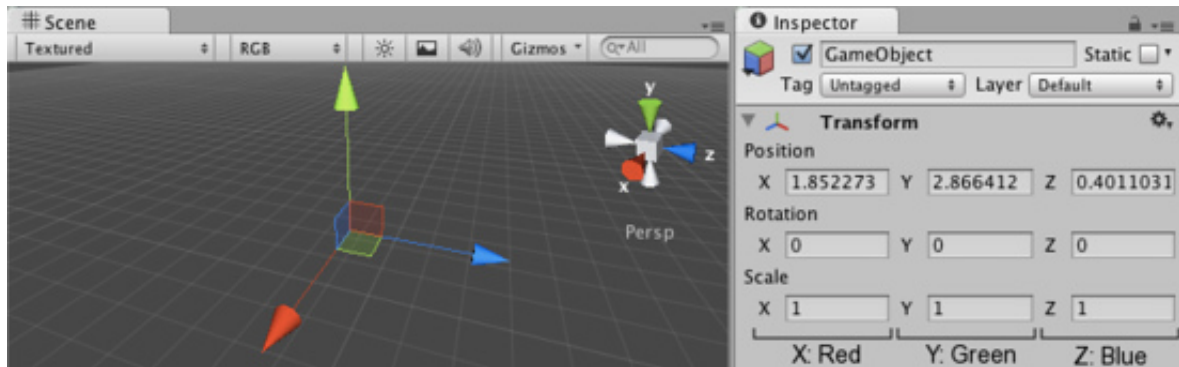 Scene
Textured RGB Gizmos All
y
z
x
Persp
Inspector
GameObject Static
Tag Untagged Layer Default
Transform
Position
X 1.852273 Y 2.866412 Z 0.4011031
Rotation
X 0 Y 0 Z 0
Scale
X 1 Y 1 Z 1
X: Red Y: Green Z: Blue